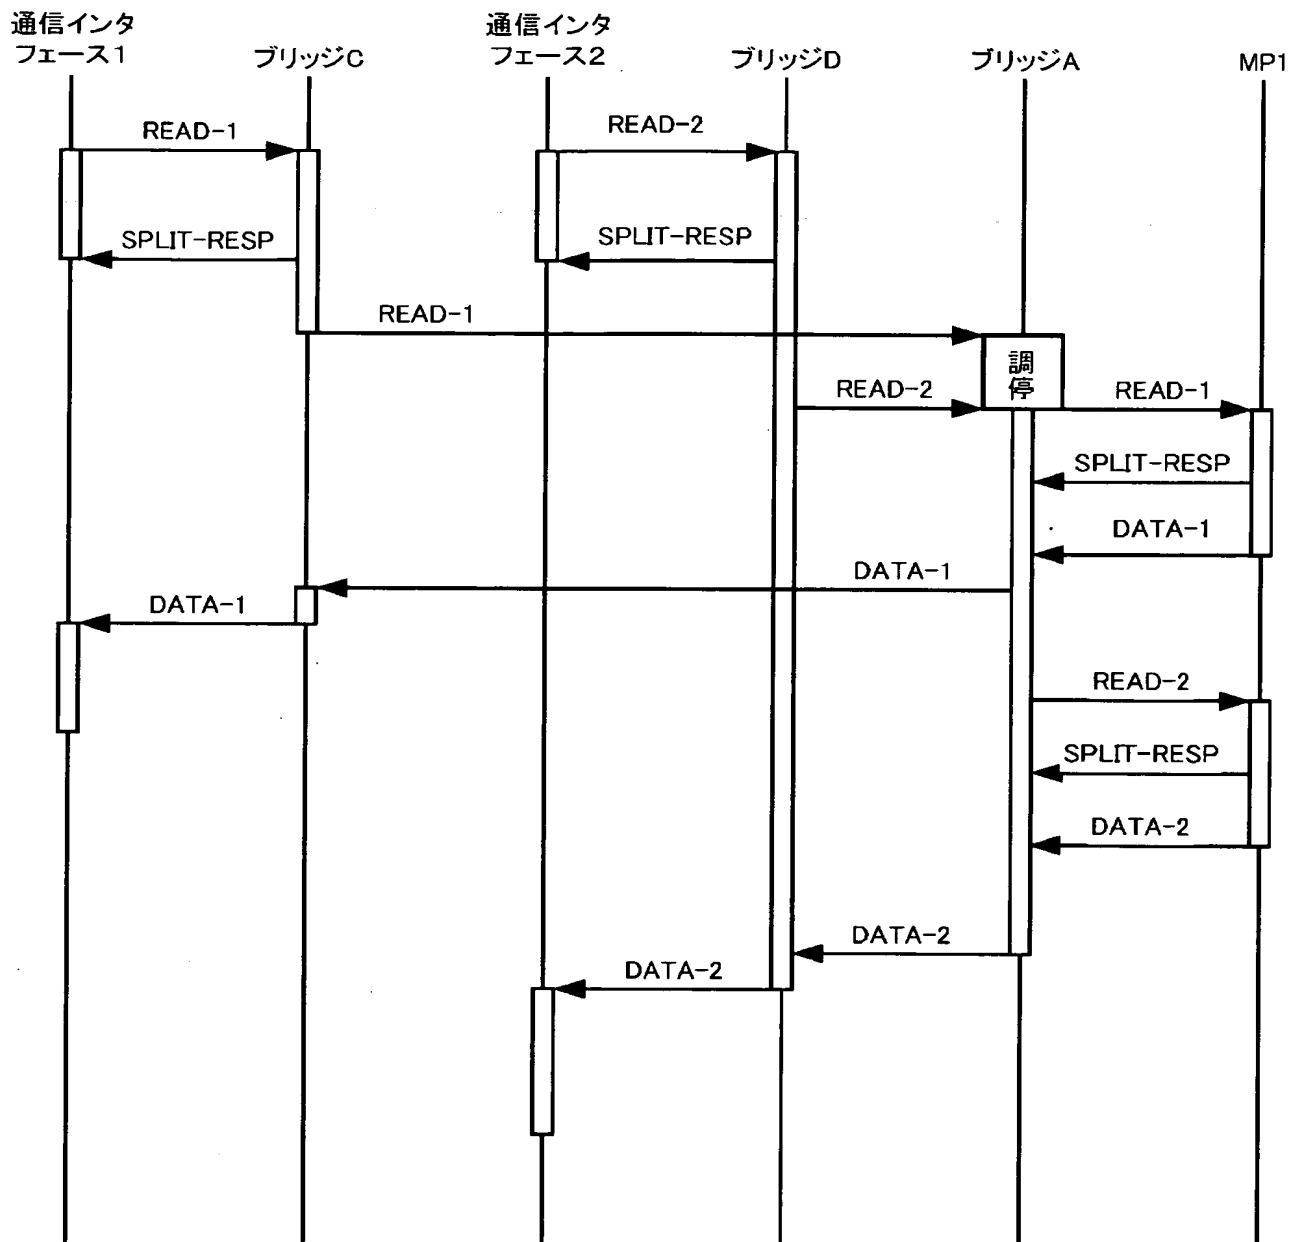 通信インタ
フェース1
ブリッジC
通信インタ
フェース2
ブリッジD
ブリッジA
MP1
READ-1
READ-2
SPLIT-RESP
SPLIT-RESP
READ-1
調
停
READ-2
READ-1
SPLIT-RESP
DATA-1
DATA-1
DATA-1
READ-2
SPLIT-RESP
DATA-2
DATA-2
DATA-2